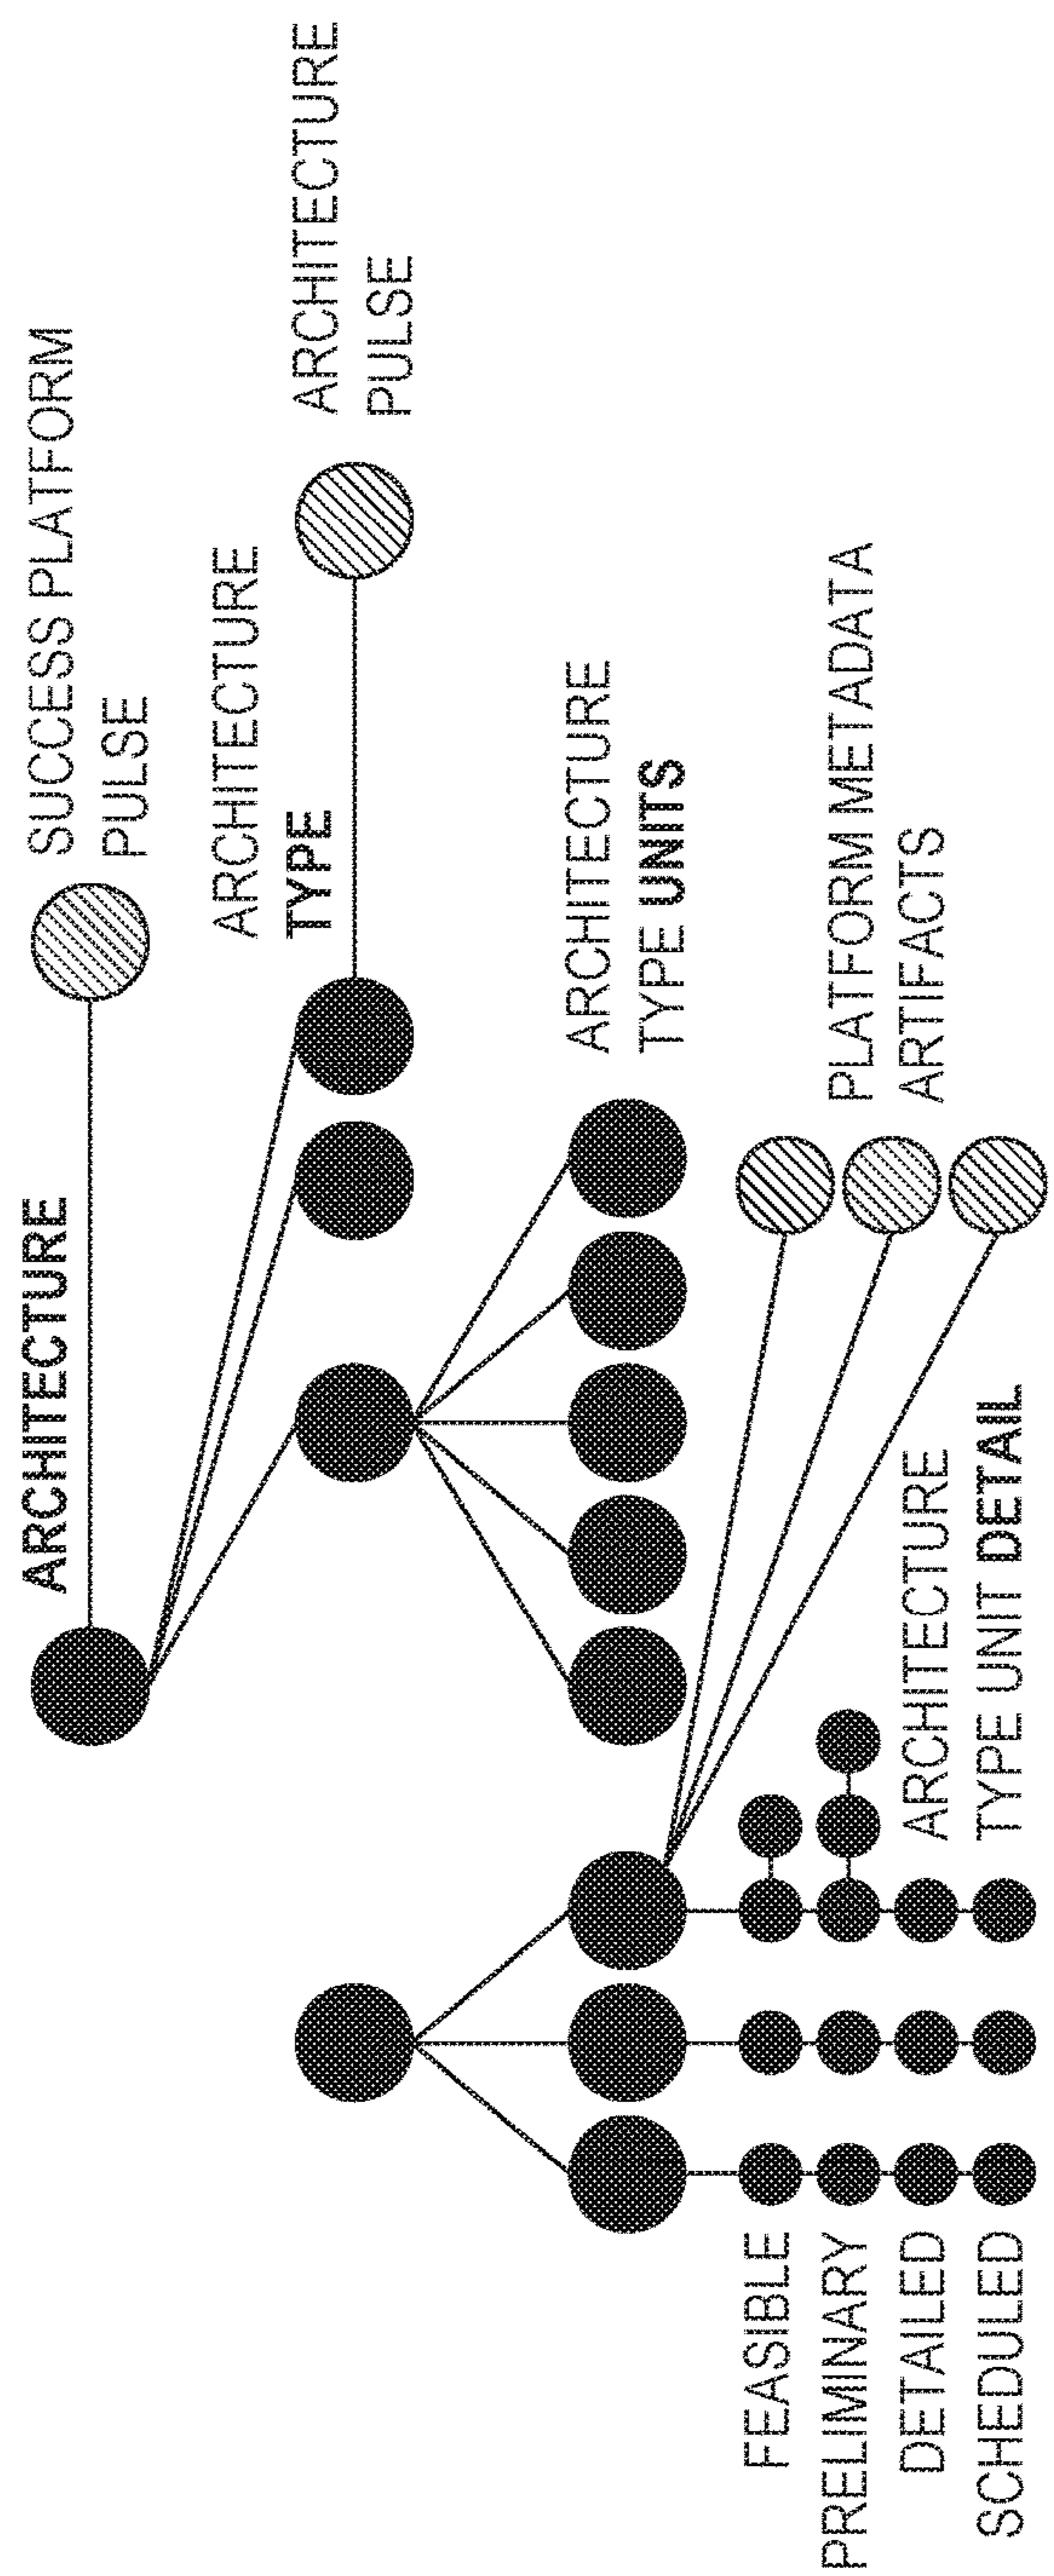 ARCHITECTURE
SUCCESS PLATFORM
PULSE
ARCHITECTURE
TYPE
ARCHITECTURE
PULSE
ARCHITECTURE
TYPE UNITS
PLATFORM METADATA
ARTIFACTS
FEASIBLE
PRELIMINARY
DETAILED
SCHEDULED
ARCHITECTURE
TYPE UNIT DETAIL